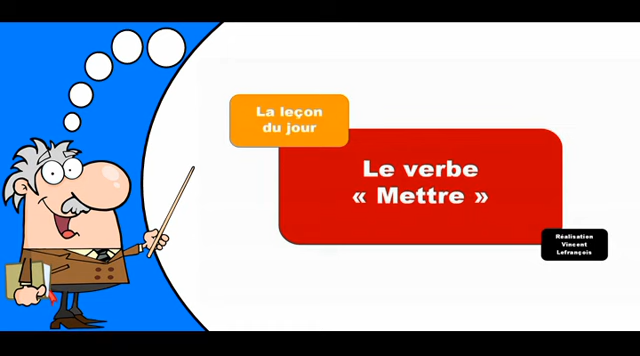 La leçon
du jour
Le verbe
« Mettre »
Réalisation
Vincent
Lefrançois